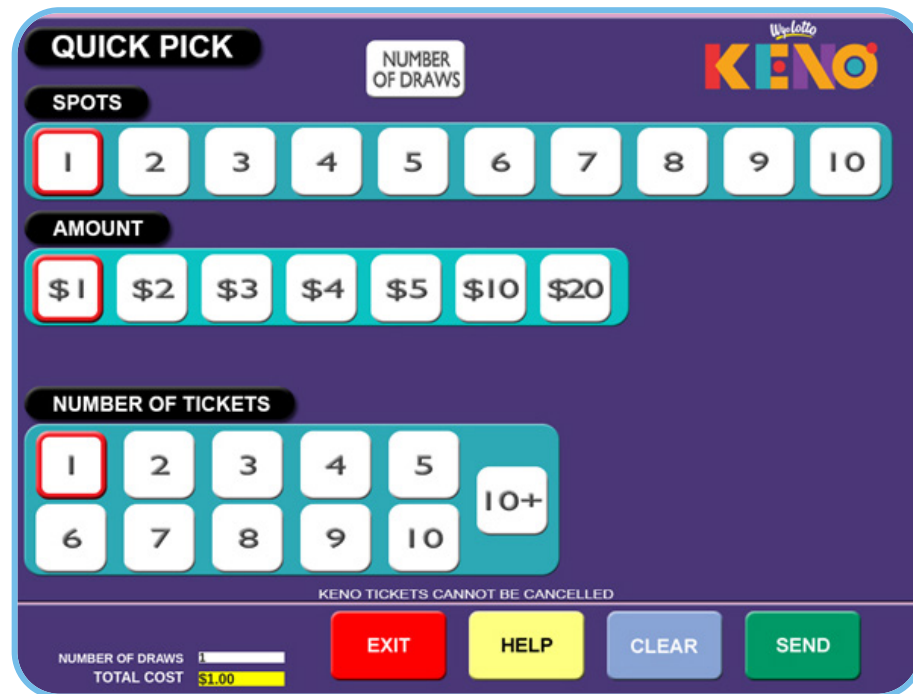 QUICK PICK
NUMBER
OF DRAWS
WyoLotto
KENO
SPOTS
1 2 3 4 5 6 7 8 9 10
AMOUNT
$1 $2 $3 $4 $5 $10 $20
NUMBER OF TICKETS
1 2 3 4 5
10+
6 7 8 9 10
KENO TICKETS CANNOT BE CANCELLED
EXIT HELP CLEAR SEND
NUMBER OF DRAWS 1
TOTAL COST $1.00